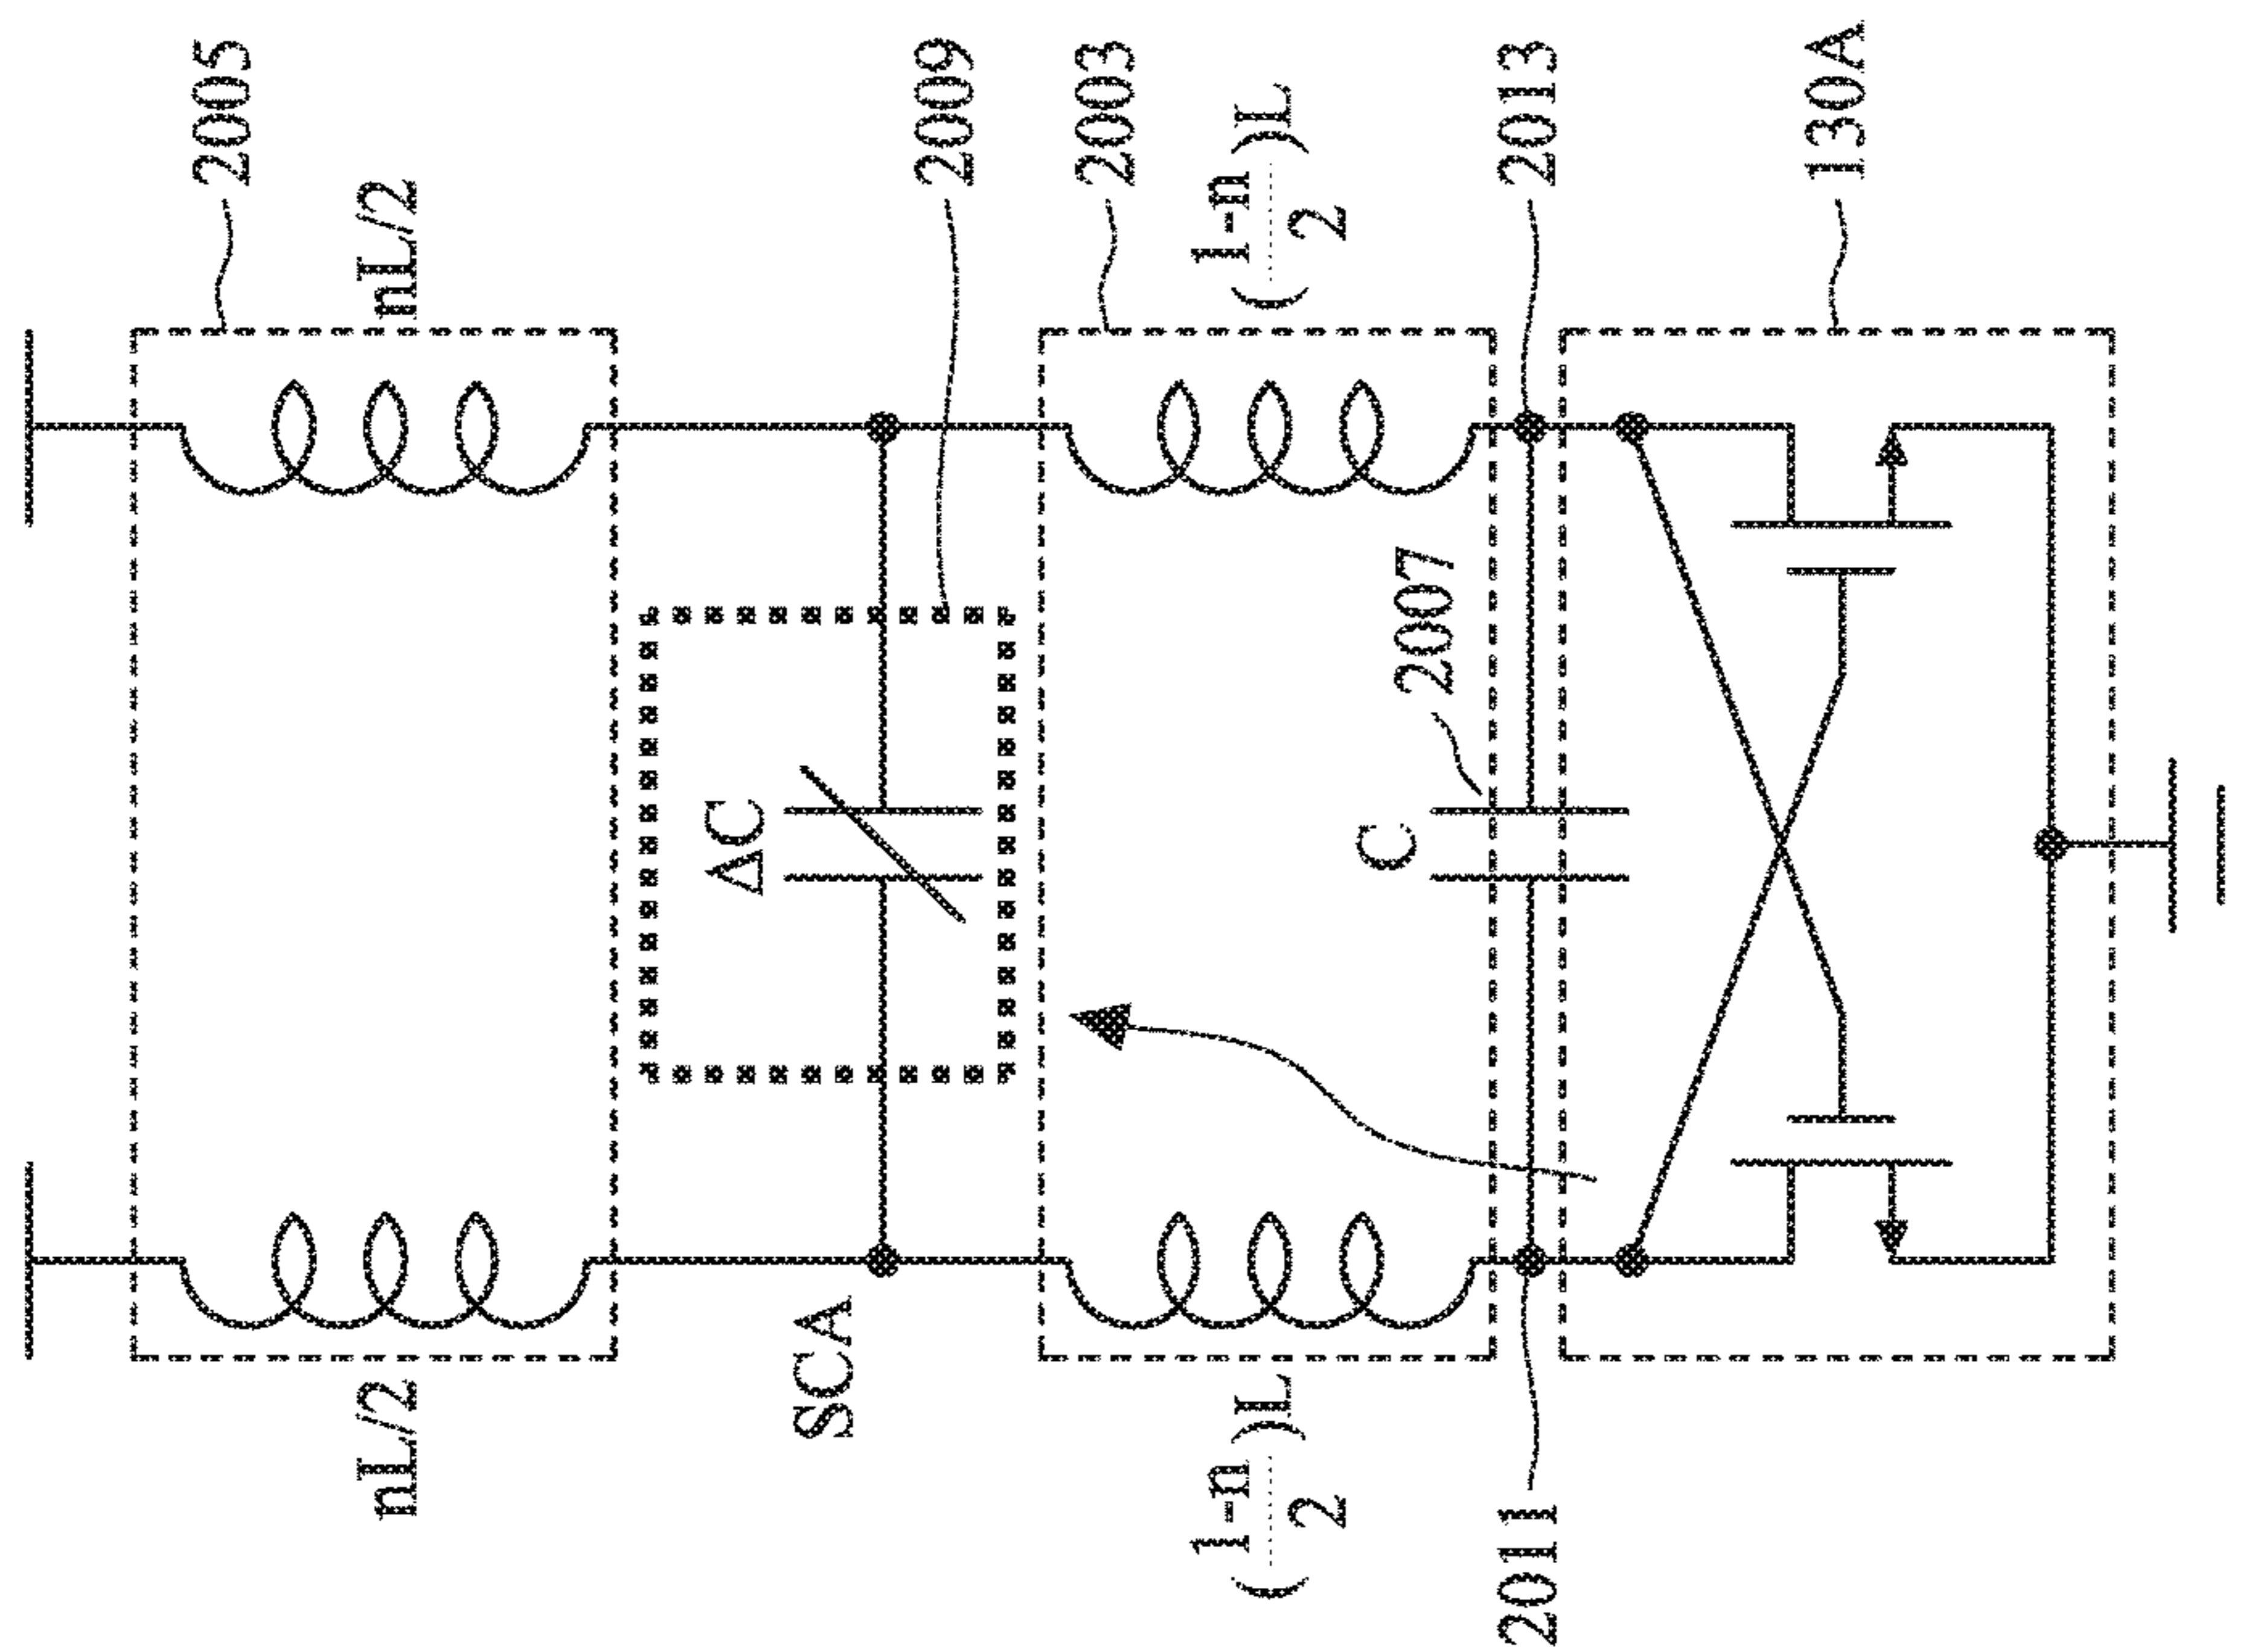 2005
nL/2
nL/2
2009
ΔC
SCA
2003
(1-n/2)L
(1-n/2)L
2007
C
2013
2011
130A